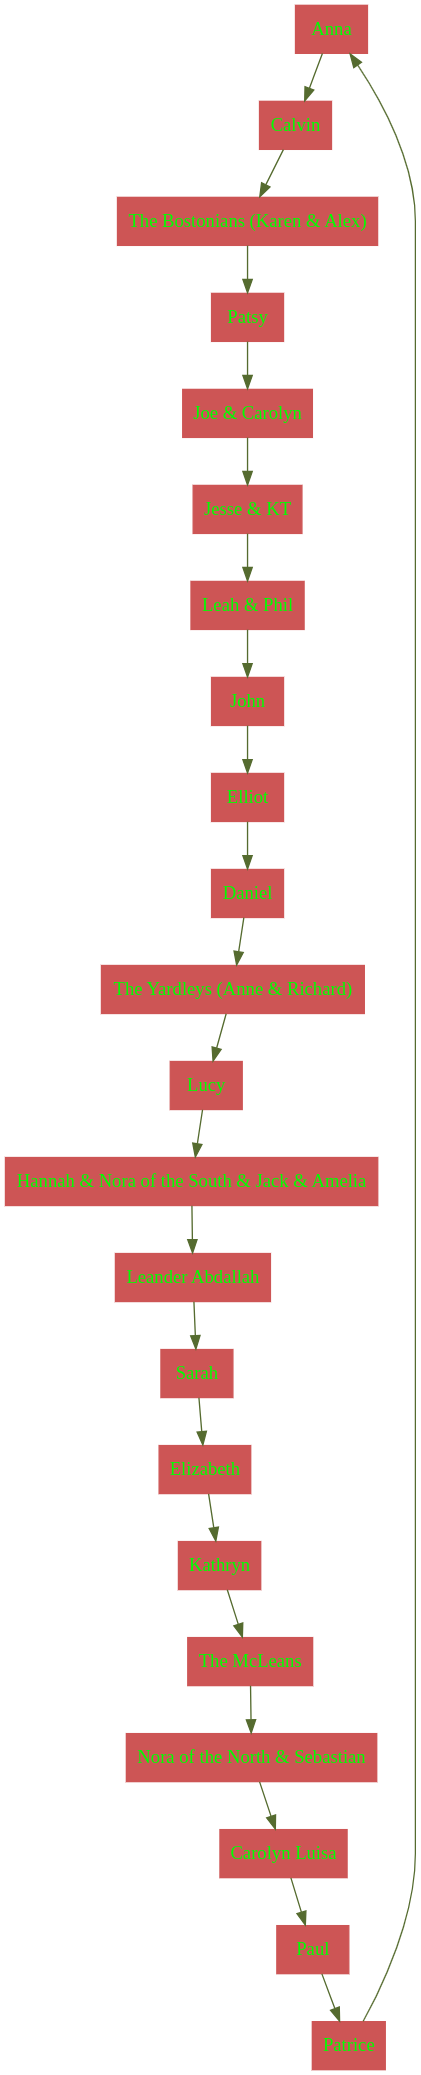 Anna
Calvin
The Bostonians (Karen & Alex)
Patsy
Joe & Carolyn
Jesse & KT
Leah & Phil
John
Elliot
Daniel
The Yardleys (Anne & Richard)
Lucy
Hannah & Nora of the South & Jack & Amelia
Leander Abdallah
Sarah
Elizabeth
Kathryn
The McLeans
Nora of the North & Sebastian
Carolyn Luisa
Paul
Patrice